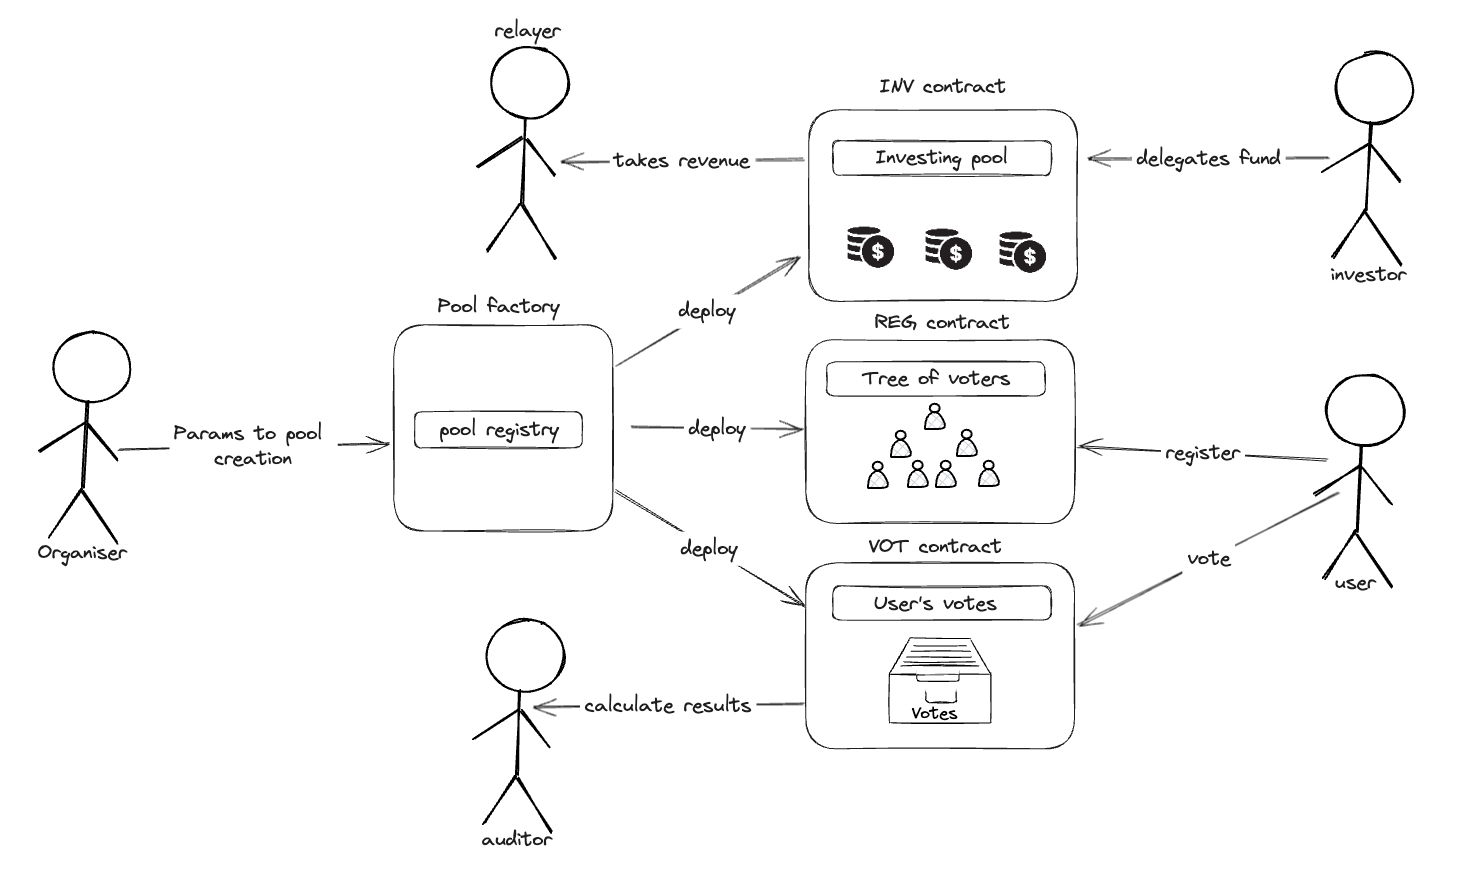 relayer
INV contract
takes revenue
Investing pool
delegates fund
investor
$
$
$
Pool factory
deploy
REG contract
Tree of voters
Params to pool
creation
pool registry
deploy
register
Organiser
deploy
VOT contract
vote
user
User's votes
calculate results
Votes
auditor